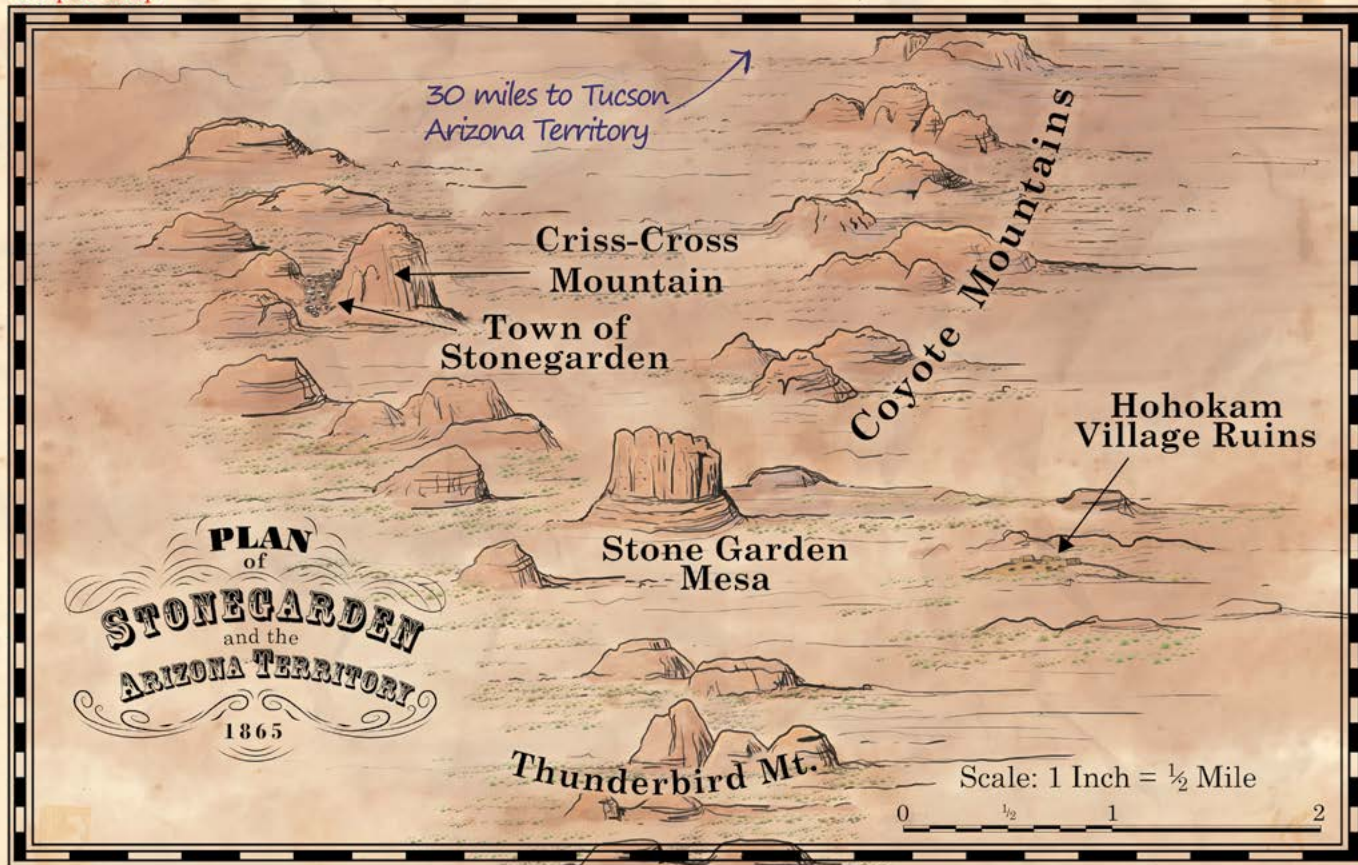 30 miles to Tucson
Arizona Territory
Criss-Cross
Mountain
Town of
Stonegarden
Coyote Mountains
Hohokam
Village Ruins
Stone Garden
Mesa
PLAN
of
STONEGARDEN
and the
ARIZONA TERRITORY
1865
Thunderbird Mt.
Scale: 1 Inch = ½ Mile
0 1/2 1 2